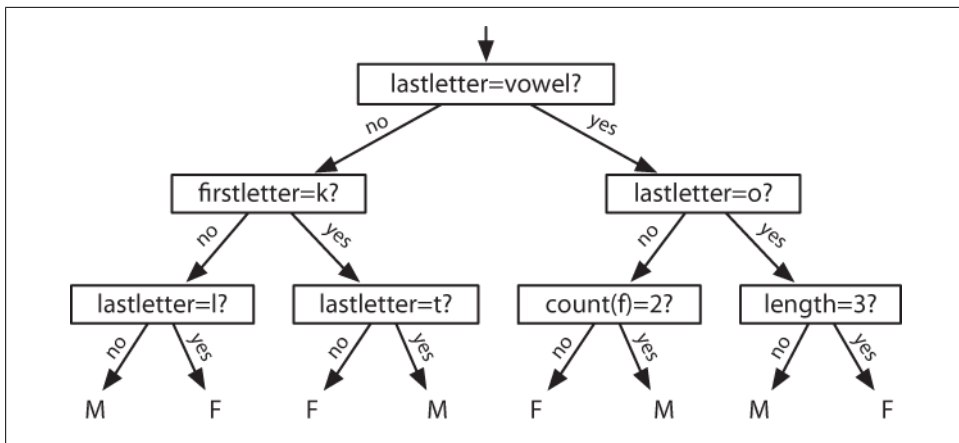 lastletter=vowel?
no
yes
firstletter=k?
lastletter=o?
no
yes
no
yes
lastletter=l?
lastletter=t?
count(f)=2?
length=3?
no
yes
no
yes
no
yes
no
yes
M
F
F
M
F
M
M
F